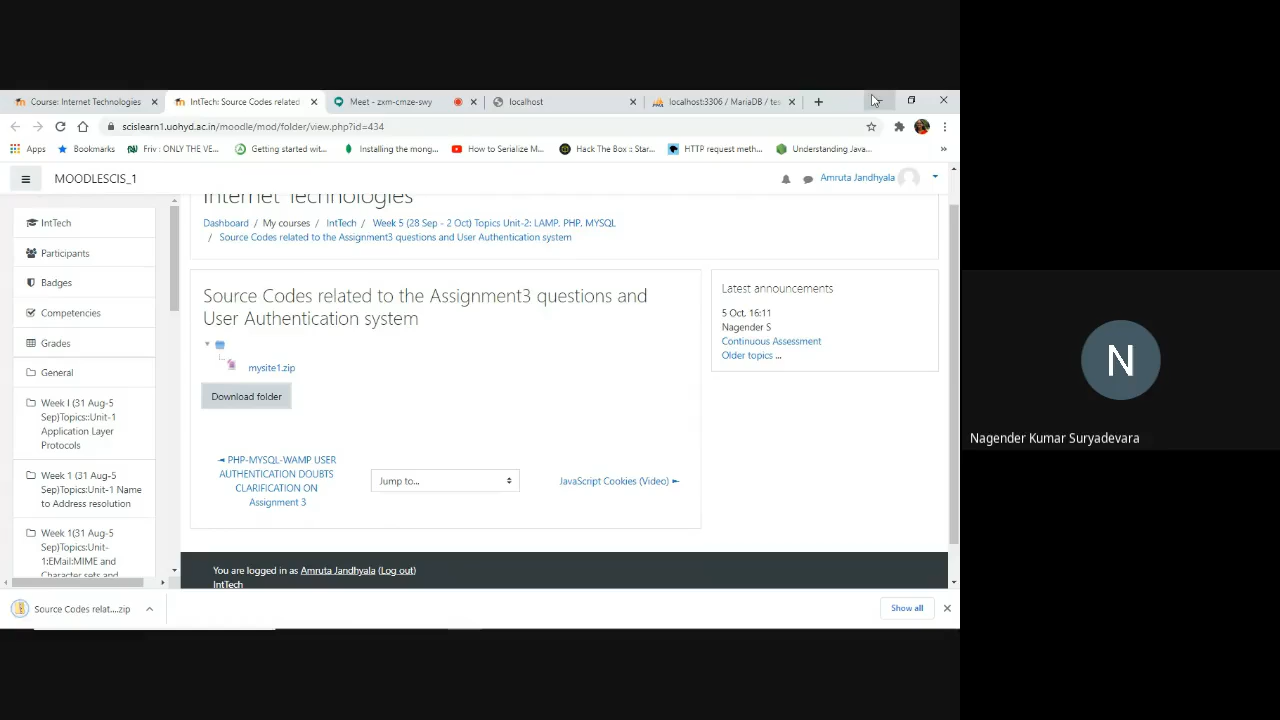 Course: Internet Technologies
IntTech: Source Codes related
Meet - zxm-cmze-swy
localhost
localhost:3306 / MariaDB / tes
scislearn1.uohyd.ac.in/moodle/mod/folder/view.php?id=434
Apps
Bookmarks
Friv : ONLY THE VE...
Getting started wit...
Installing the mong...
How to Serialize M...
Hack The Box :: Star...
HTTP request meth...
Understanding Java...
»
MOODLESCIS_1
Amruta Jandhyala
Internet Technologies
Dashboard / My courses / IntTech / Week 5 (28 Sep - 2 Oct) Topics Unit-2: LAMP, PHP, MYSQL
/ Source Codes related to the Assignment3 questions and User Authentication system
IntTech
Participants
Badges
Competencies
Grades
General
Week I (31 Aug-5
Sep)Topics::Unit-1
Application Layer
Protocols
Week 1 (31 Aug-5
Sep)Topics:Unit-1 Name
to Address resolution
Week 1(31 Aug-5
Sep)Topics:Unit-
1:EMail:MIME and
Character sets and
Source Codes related to the Assignment3 questions and
User Authentication system
mysite1.zip
Download folder
◄ PHP-MYSQL-WAMP USER
AUTHENTICATION DOUBTS
CLARIFICATION ON
Assignment 3
Jump to...
JavaScript Cookies (Video) ►
Latest announcements
5 Oct, 16:11
Nagender S
Continuous Assessment
Older topics ...
You are logged in as Amruta Jandhyala (Log out)
IntTech
Source Codes relat....zip
Show all
N
Nagender Kumar Suryadevara